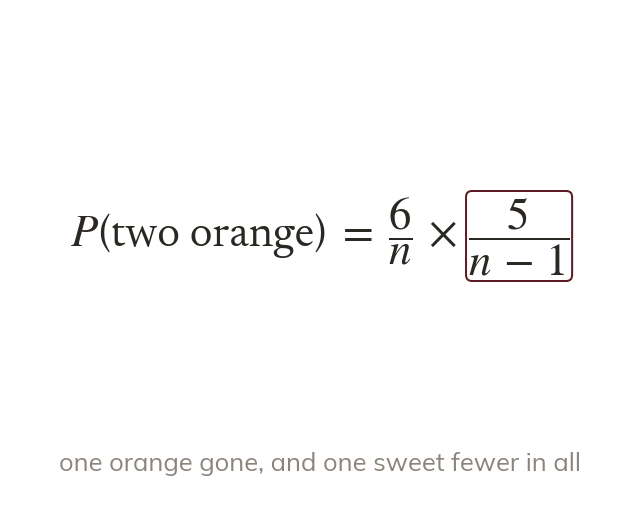 P(two orange) = 6/n × 5/(n − 1)
one orange gone, and one sweet fewer in all